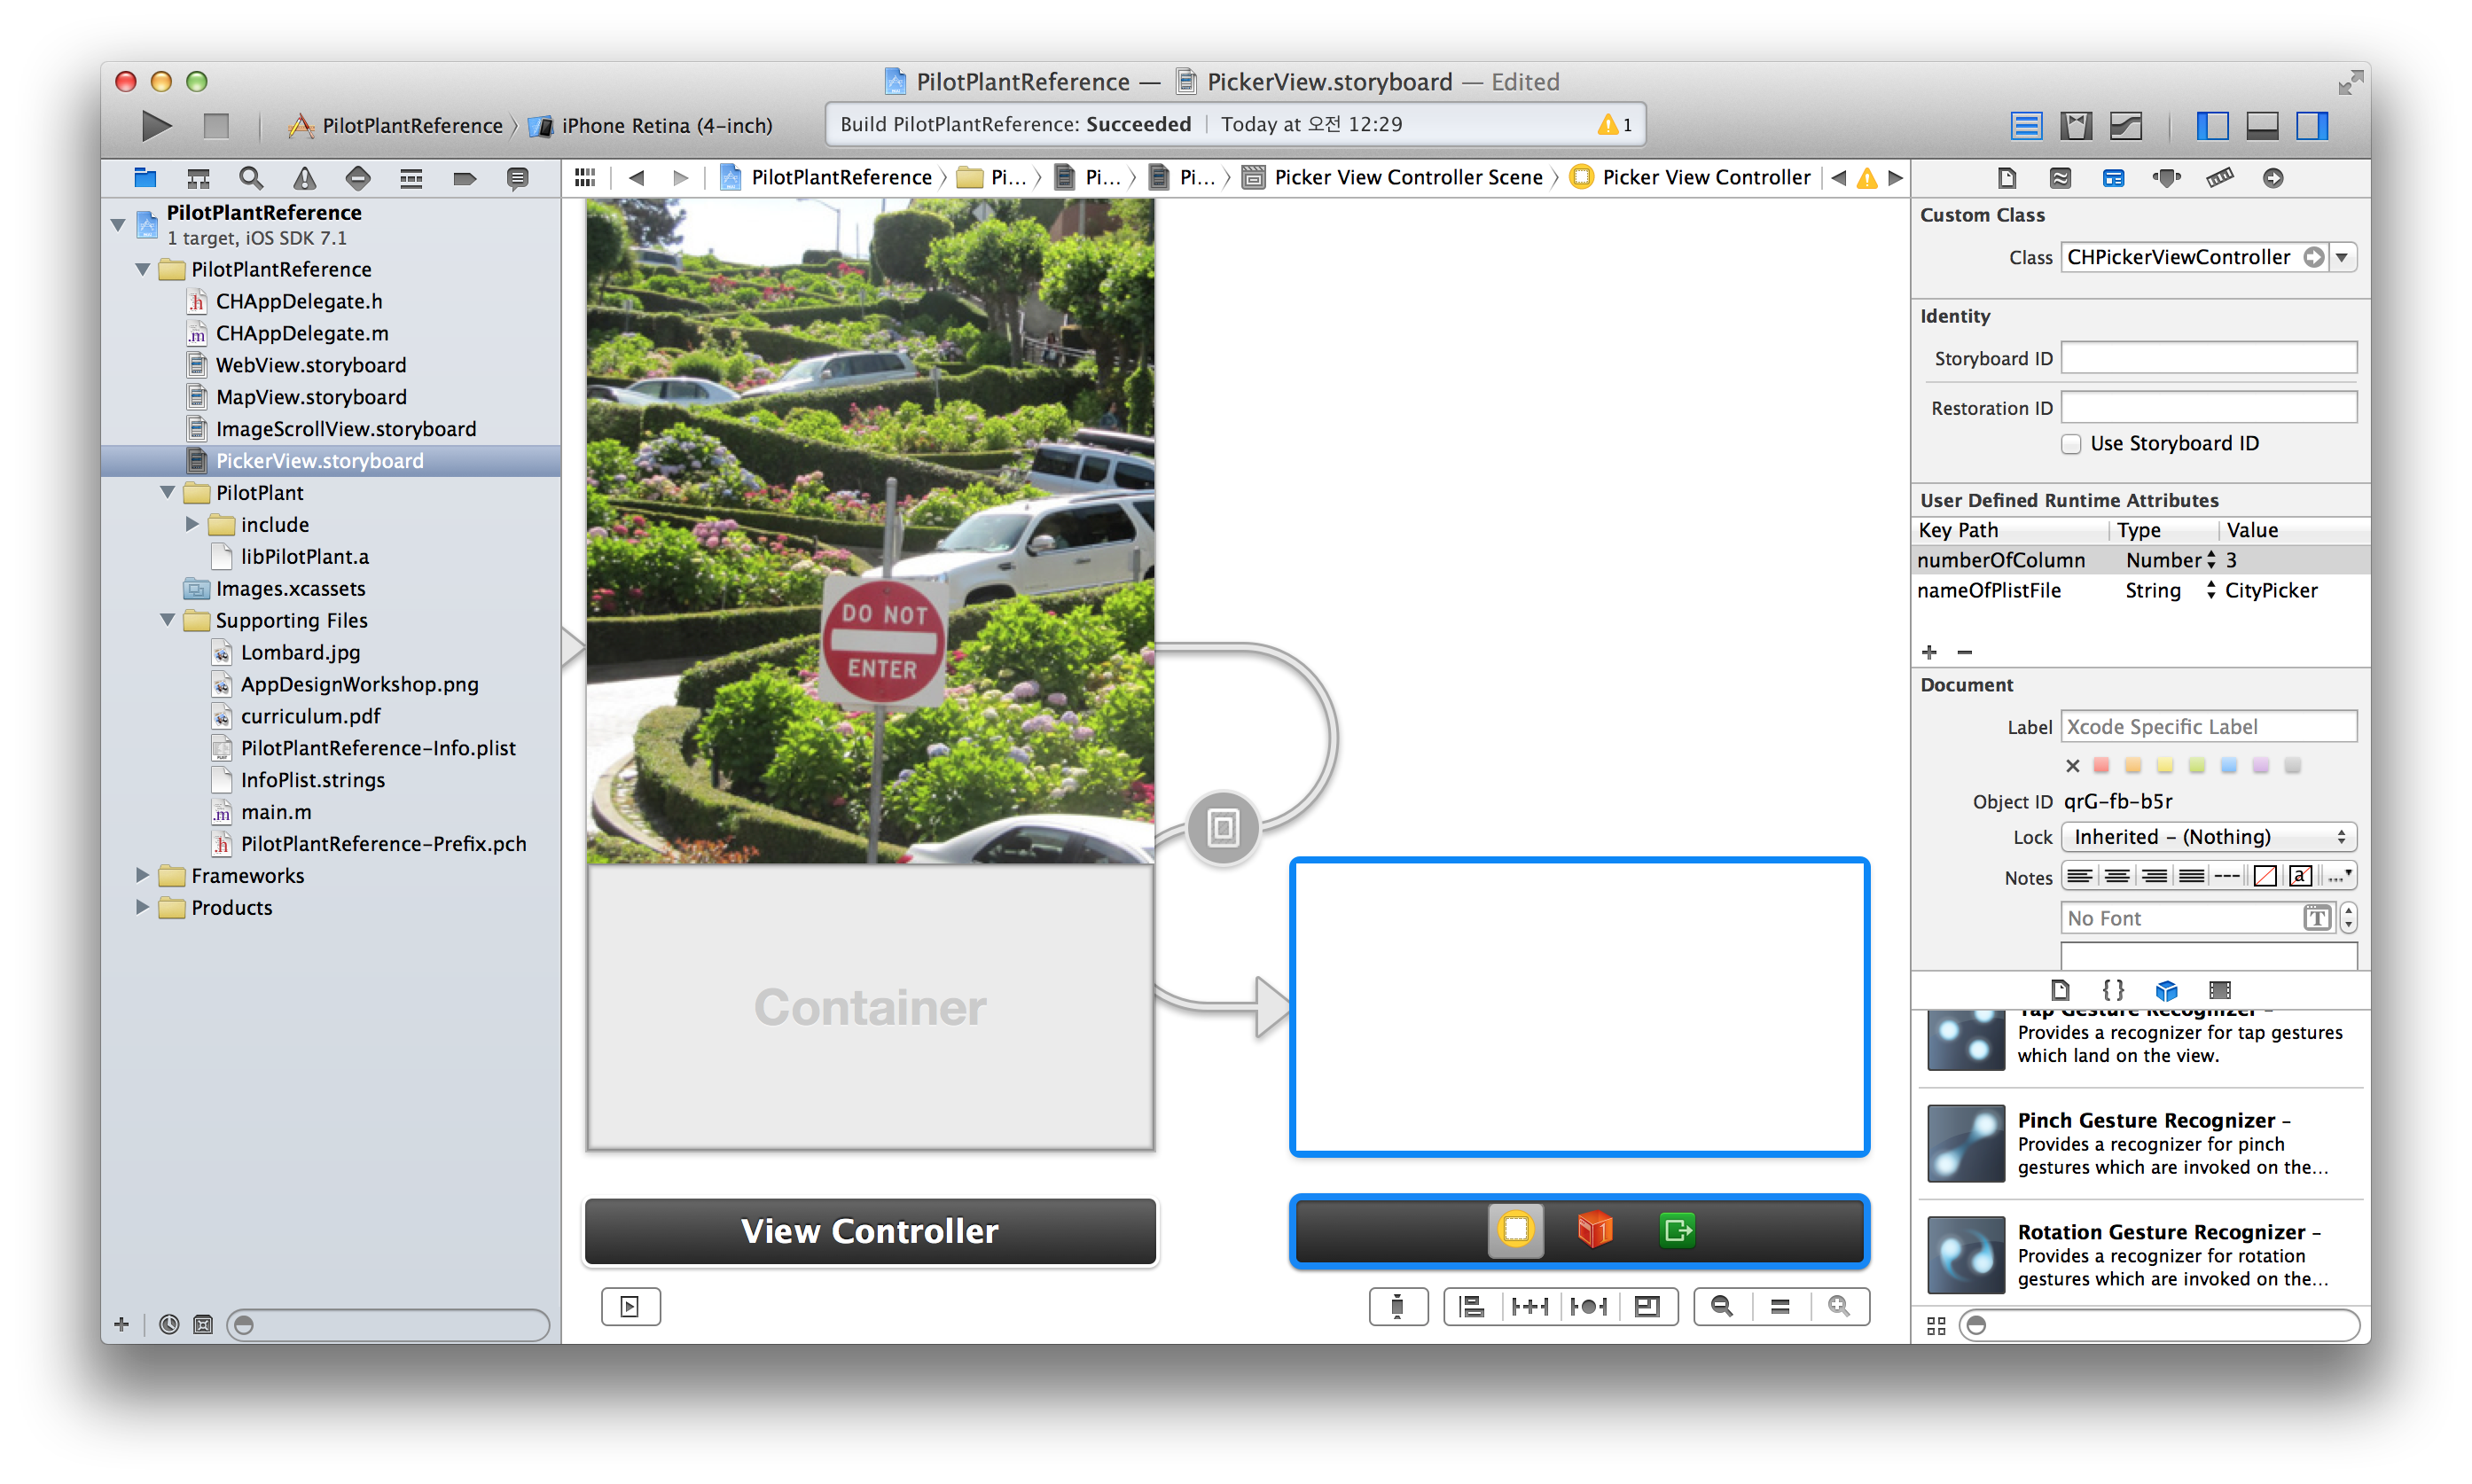 PilotPlantReference — PickerView.storyboard — Edited
PilotPlantReference iPhone Retina (4-inch)
Build PilotPlantReference: Succeeded Today at 오전 12:29 1
PilotPlantReference Pi... Pi... Pi... Picker View Controller Scene Picker View Controller
PilotPlantReference
1 target, iOS SDK 7.1
PilotPlantReference
CHAppDelegate.h
CHAppDelegate.m
WebView.storyboard
MapView.storyboard
ImageScrollView.storyboard
PickerView.storyboard
PilotPlant
include
libPilotPlant.a
Images.xcassets
Supporting Files
Lombard.jpg
AppDesignWorkshop.png
curriculum.pdf
PilotPlantReference-Info.plist
InfoPlist.strings
main.m
PilotPlantReference-Prefix.pch
Frameworks
Products
DO NOT
ENTER
Container
View Controller
Custom Class
Class CHPickerViewController
Identity
Storyboard ID
Restoration ID
Use Storyboard ID
User Defined Runtime Attributes
Key Path Type Value
numberOfColumn Number 3
nameOfPlistFile String CityPicker
Document
Label Xcode Specific Label
Object ID qrG-fb-b5r
Lock Inherited - (Nothing)
Notes
No Font
Tap Gesture Recognizer –
Provides a recognizer for tap gestures
which land on the view.
Pinch Gesture Recognizer –
Provides a recognizer for pinch
gestures which are invoked on the...
Rotation Gesture Recognizer –
Provides a recognizer for rotation
gestures which are invoked on the...